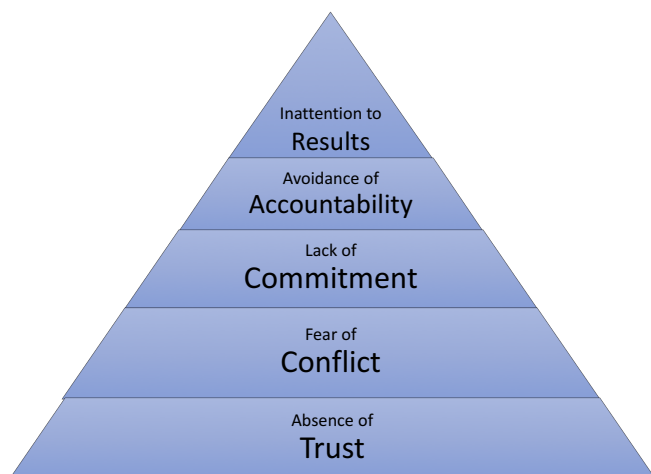 Inattention to
Results
Avoidance of
Accountability
Lack of
Commitment
Fear of
Conflict
Absence of
Trust